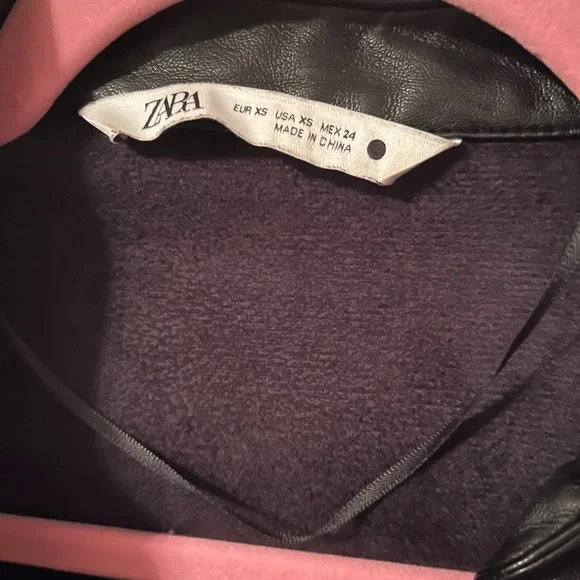 ZARA
EUR XS USA XS MEX 24
MADE IN CHINA